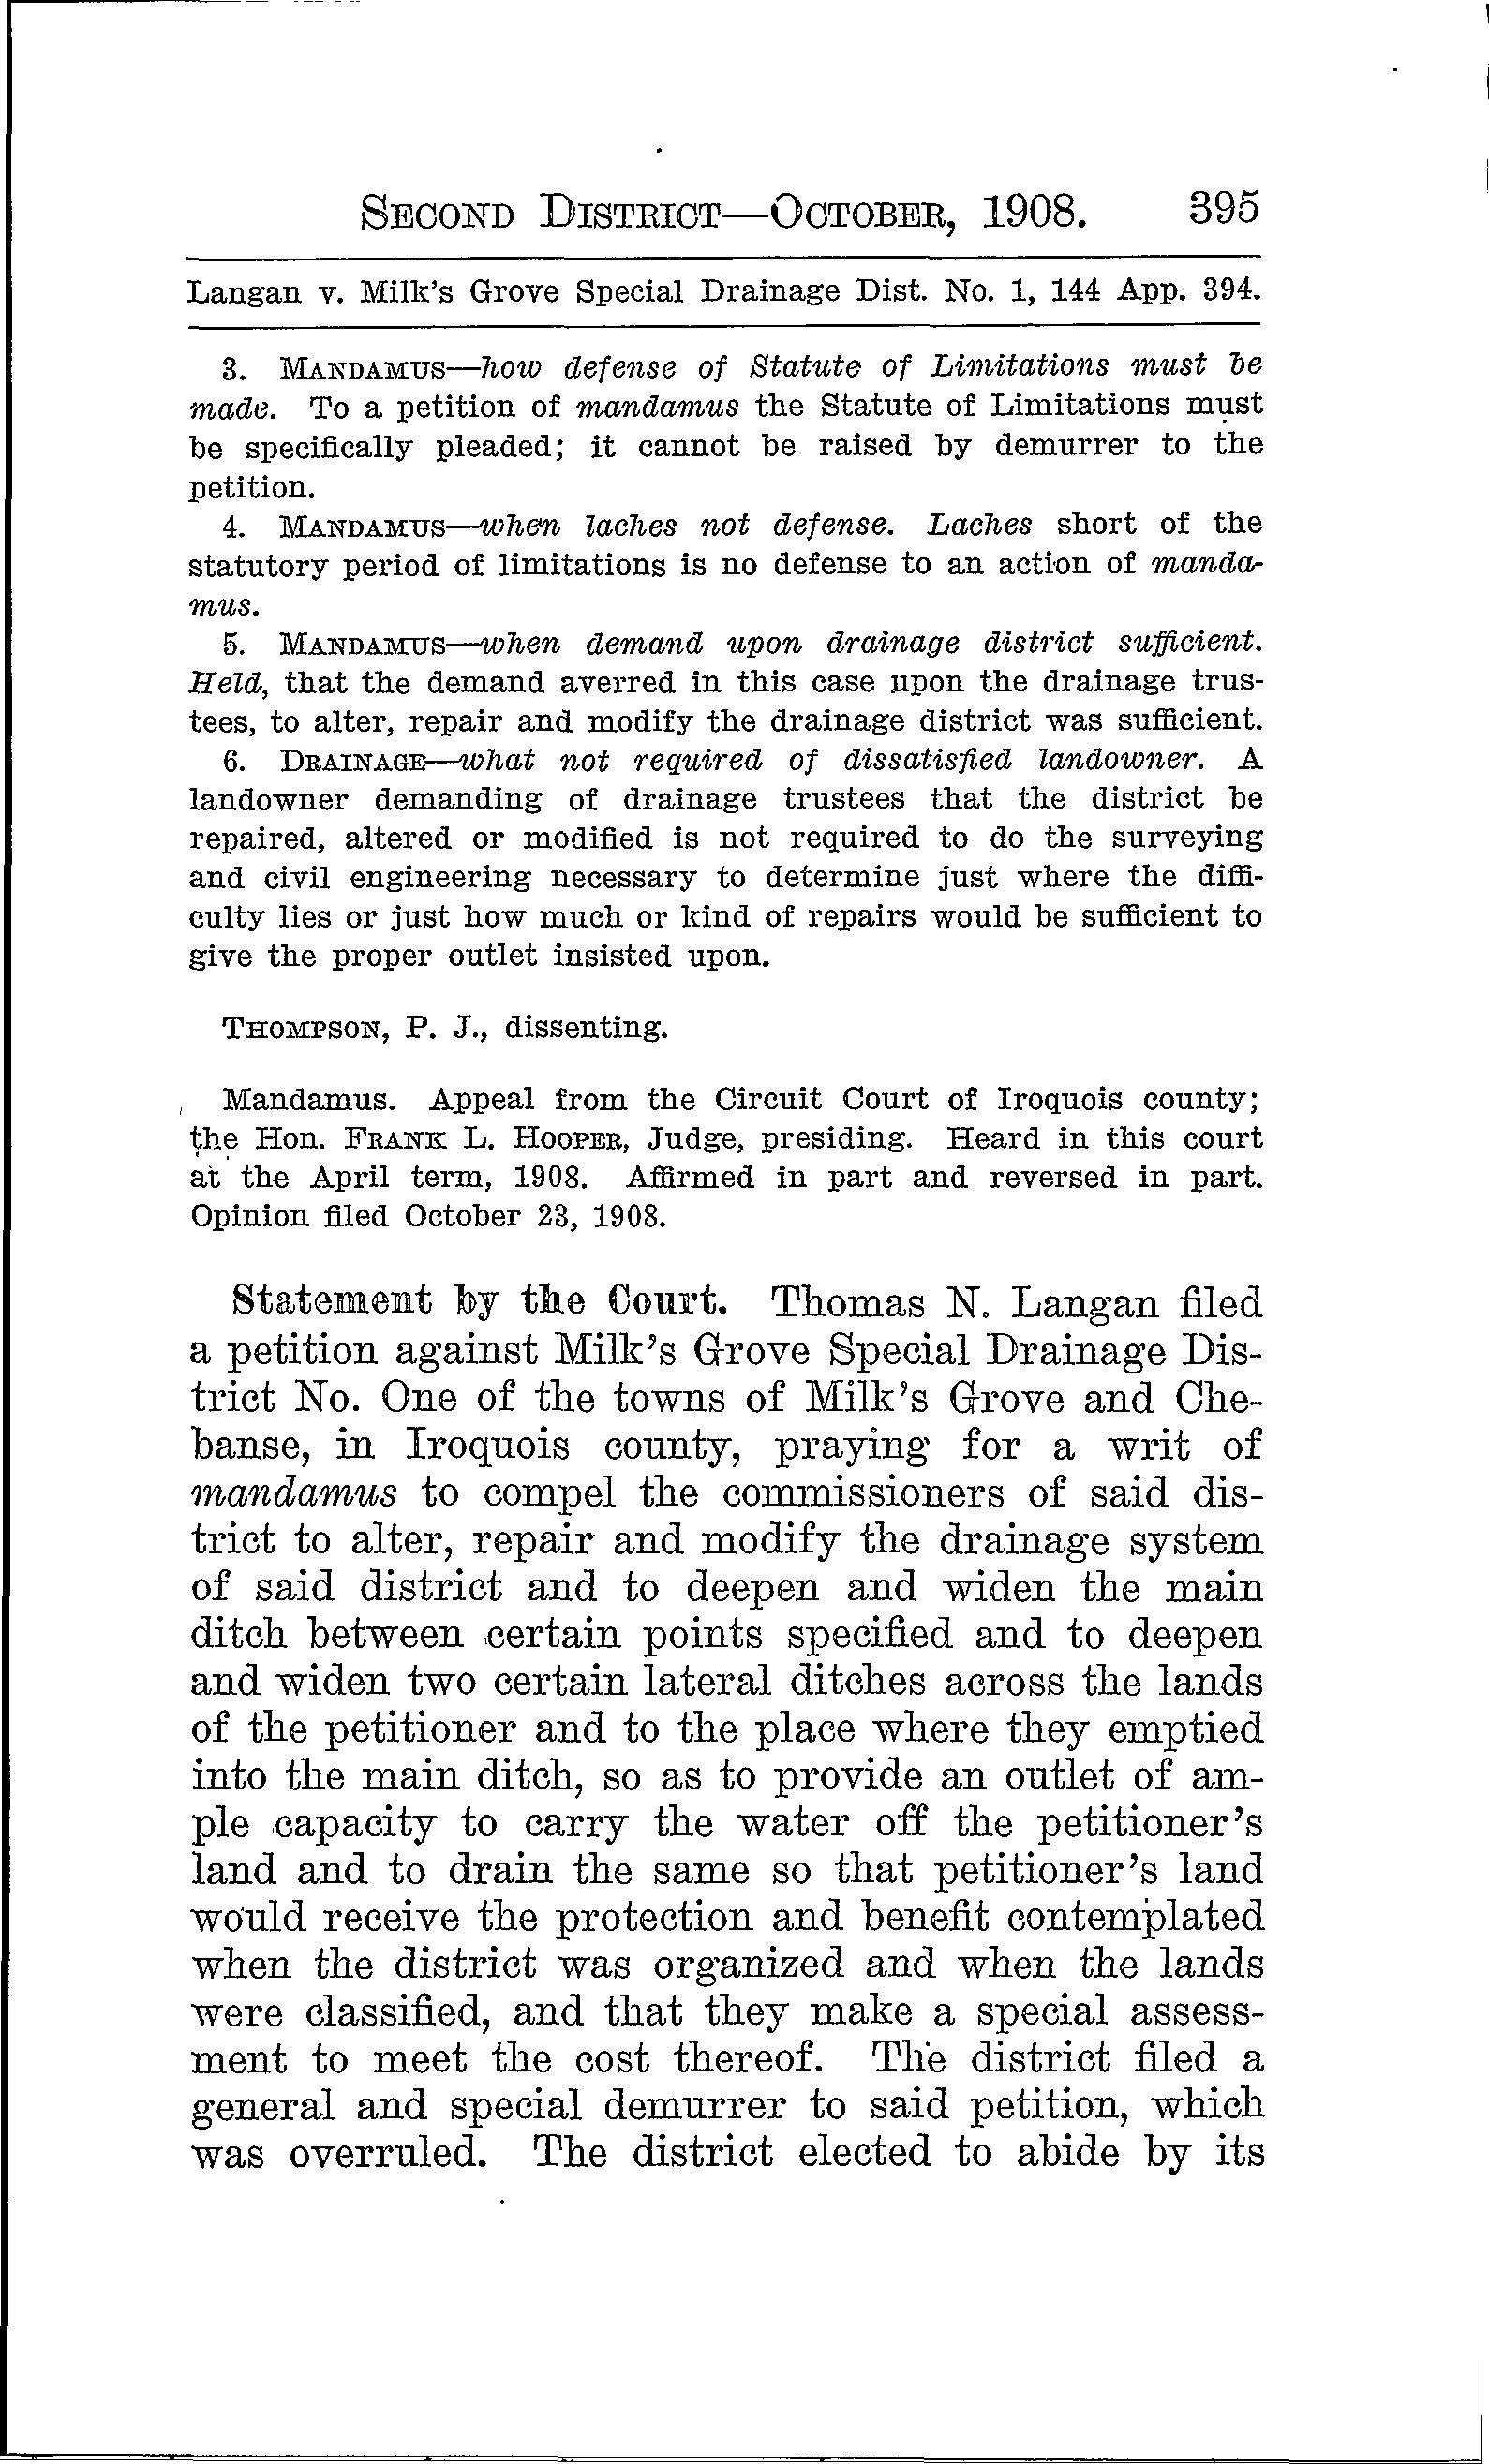 SECOND DISTRICT—OCTOBER, 1908. 395
Langan v. Milk's Grove Special Drainage Dist. No. 1, 144 App. 394.
3. MANDAMUS—how defense of Statute of Limitations must be
made. To a petition of mandamus the Statute of Limitations must
be specifically pleaded; it cannot be raised by demurrer to the
petition.
4. MANDAMUS—when laches not defense. Laches short of the
statutory period of limitations is no defense to an action of manda-
mus.
5. MANDAMUS—when demand upon drainage district sufficient.
Held, that the demand averred in this case upon the drainage trus-
tees, to alter, repair and modify the drainage district was sufficient.
6. DRAINAGE—what not required of dissatisfied landowner. A
landowner demanding of drainage trustees that the district be
repaired, altered or modified is not required to do the surveying
and civil engineering necessary to determine just where the diffi-
culty lies or just how much or kind of repairs would be sufficient to
give the proper outlet insisted upon.
THOMPSON, P. J., dissenting.
Mandamus. Appeal from the Circuit Court of Iroquois county;
the Hon. FRANK L. HOOPER, Judge, presiding. Heard in this court
at the April term, 1908. Affirmed in part and reversed in part.
Opinion filed October 23, 1908.
Statement by the Court. Thomas N. Langan filed
a petition against Milk's Grove Special Drainage Dis-
trict No. One of the towns of Milk's Grove and Che-
banse, in Iroquois county, praying for a writ of
mandamus to compel the commissioners of said dis-
trict to alter, repair and modify the drainage system
of said district and to deepen and widen the main
ditch between certain points specified and to deepen
and widen two certain lateral ditches across the lands
of the petitioner and to the place where they emptied
into the main ditch, so as to provide an outlet of am-
ple capacity to carry the water off the petitioner's
land and to drain the same so that petitioner's land
would receive the protection and benefit contemplated
when the district was organized and when the lands
were classified, and that they make a special assess-
ment to meet the cost thereof. The district filed a
general and special demurrer to said petition, which
was overruled. The district elected to abide by its